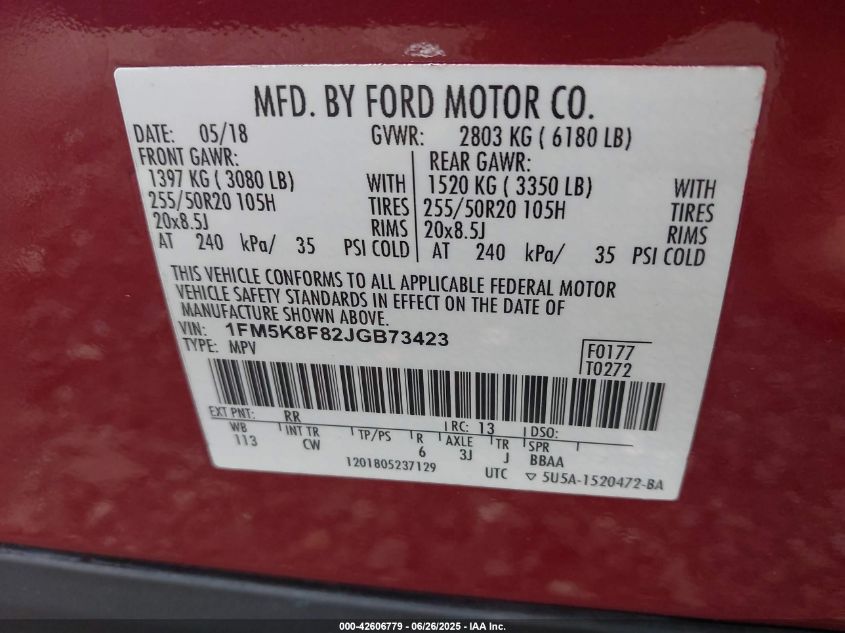 MFD. BY FORD MOTOR CO.
DATE: 05/18 GVWR: 2803 KG ( 6180 LB)
FRONT GAWR: REAR GAWR:
1397 KG ( 3080 LB) WITH 1520 KG ( 3350 LB) WITH
255/50R20 105H TIRES 255/50R20 105H TIRES
20x8.5J RIMS 20x8.5J RIMS
AT 240 kPa/ 35 PSI COLD AT 240 kPa/ 35 PSI COLD
THIS VEHICLE CONFORMS TO ALL APPLICABLE FEDERAL MOTOR
VEHICLE SAFETY STANDARDS IN EFFECT ON THE DATE OF
MANUFACTURE SHOWN ABOVE.
VIN: 1FM5K8F82JGB73423
TYPE: MPV
F0177
T0272
EXT PNT: RR RC: 13 DSO:
WB INT TR TP/PS R AXLE TR SPR
113 CW 6 3J J BBAA
1201805237129 UTC ▽ 5U5A-1520472-BA
000-42606779 - 06/26/2025 - IAA Inc.